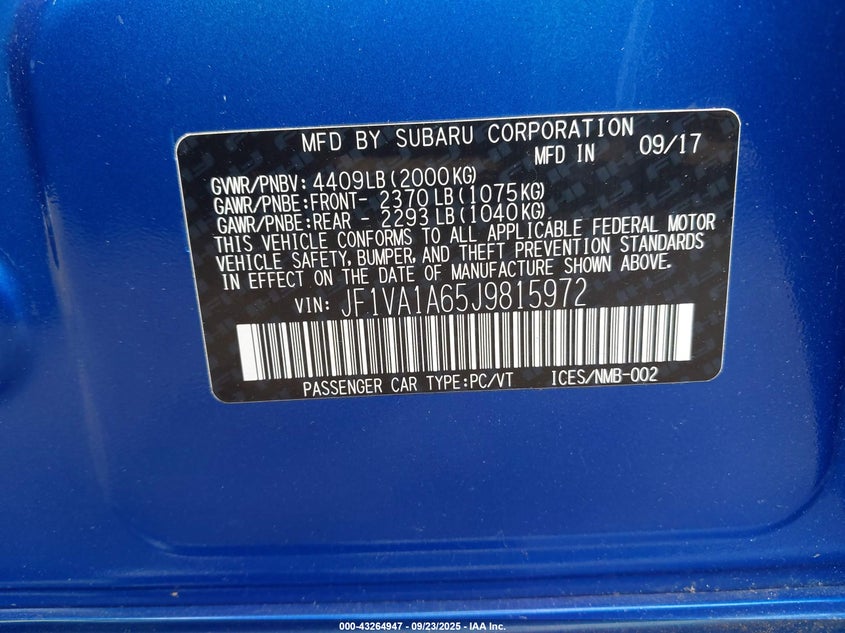 MFD BY SUBARU CORPORATION
MFD IN 09/17
GVWR/PNBV: 4409LB(2000KG)
GAWR/PNBE:FRONT- 2370LB(1075KG)
GAWR/PNBE:REAR - 2293LB(1040KG)
THIS VEHICLE CONFORMS TO ALL APPLICABLE FEDERAL MOTOR
VEHICLE SAFETY, BUMPER, AND THEFT PREVENTION STANDARDS
IN EFFECT ON THE DATE OF MANUFACTURE SHOWN ABOVE.
VIN: JF1VA1A65J9815972
PASSENGER CAR TYPE:PC/VT ICES/NMB-002
000-43264947 - 09/23/2025 - IAA Inc.